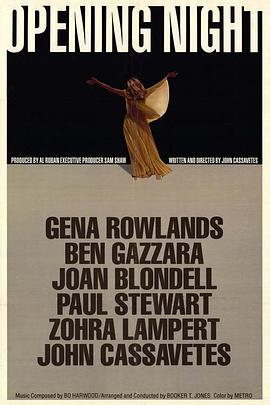 OPENING NIGHT
PRODUCED BY AL RUBAN EXECUTIVE PRODUCER SAM SHAW
WRITTEN AND DIRECTED BY JOHN CASSAVETES
GENA ROWLANDS
BEN GAZZARA
JOAN BLONDELL
PAUL STEWART
ZOHRA LAMPERT
JOHN CASSAVETES
Music Composed by BO HARWOOD/Arranged and Conducted by BOOKER T. JONES Color by METRO